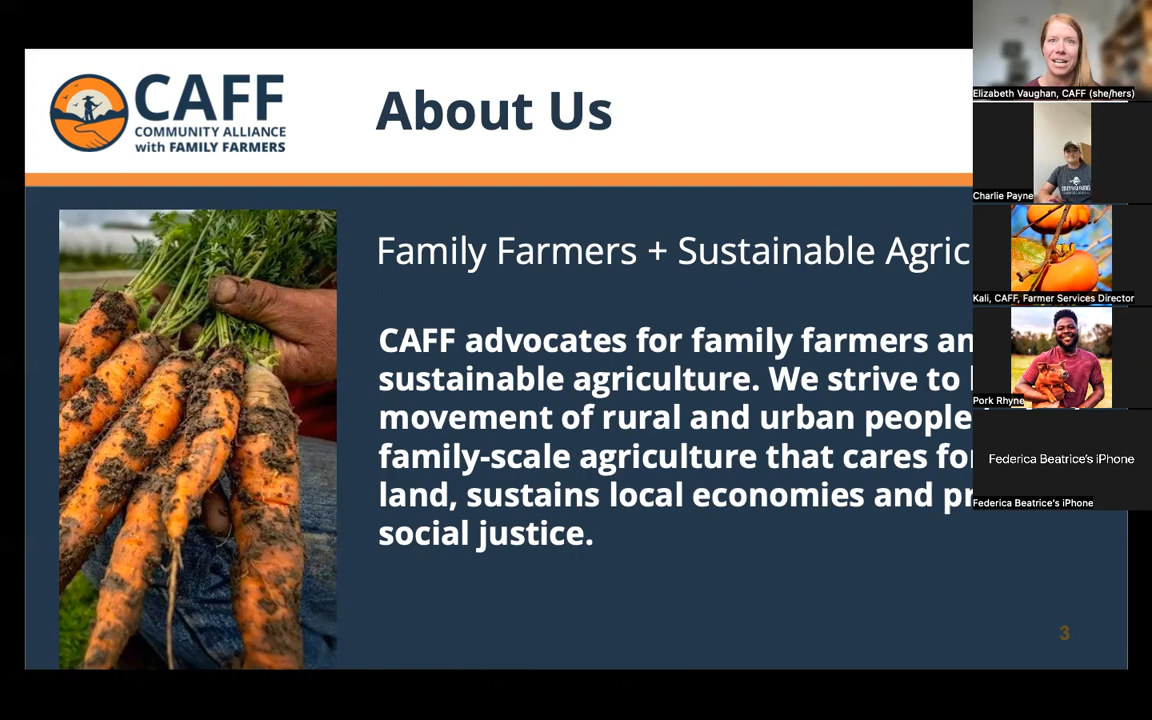 CAFF
COMMUNITY ALLIANCE
with FAMILY FARMERS
About Us
Family Farmers + Sustainable Agric
CAFF advocates for family farmers an
sustainable agriculture. We strive to
movement of rural and urban people
family-scale agriculture that cares for
land, sustains local economies and pr
social justice.
3
Elizabeth Vaughan, CAFF (she/hers)
Charlie Payne
Kali, CAFF, Farmer Services Director
Pork Rhyne
Federica Beatrice's iPhone
Federica Beatrice's iPhone